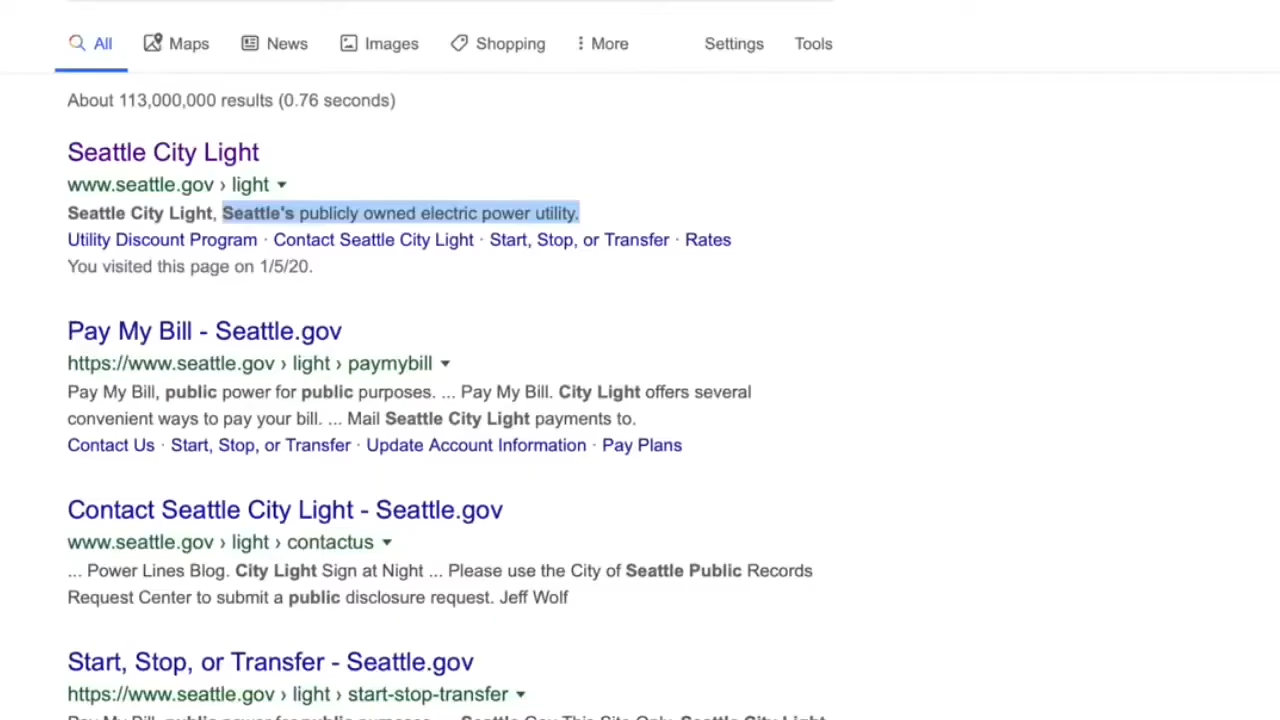 All Maps News Images Shopping More Settings Tools
About 113,000,000 results (0.76 seconds)
Seattle City Light
www.seattle.gov › light
Seattle City Light, Seattle's publicly owned electric power utility.
Utility Discount Program · Contact Seattle City Light · Start, Stop, or Transfer · Rates
You visited this page on 1/5/20.
Pay My Bill - Seattle.gov
https://www.seattle.gov › light › paymybill
Pay My Bill, public power for public purposes. ... Pay My Bill. City Light offers several
convenient ways to pay your bill. ... Mail Seattle City Light payments to.
Contact Us · Start, Stop, or Transfer · Update Account Information · Pay Plans
Contact Seattle City Light - Seattle.gov
www.seattle.gov › light › contactus
... Power Lines Blog. City Light Sign at Night ... Please use the City of Seattle Public Records
Request Center to submit a public disclosure request. Jeff Wolf
Start, Stop, or Transfer - Seattle.gov
https://www.seattle.gov › light › start-stop-transfer